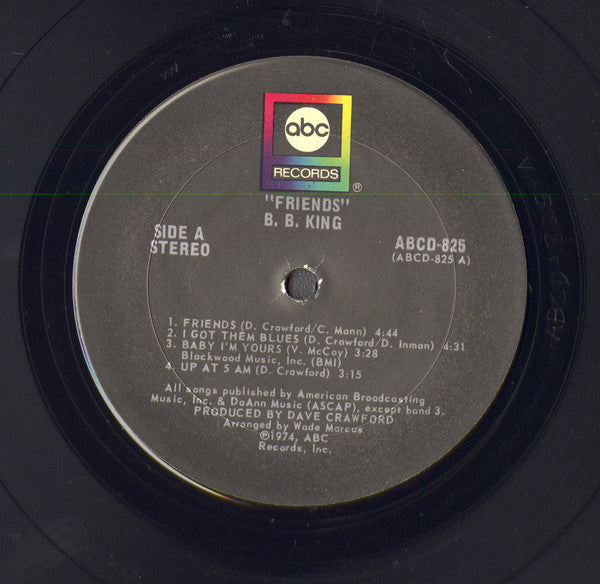 abc
RECORDS
®
"FRIENDS"
B. B. KING
SIDE A
STEREO
ABCD-825
(ABCD-825 A)
1. FRIENDS (D. Crawford/C. Mann) 4:44
2. I GOT THEM BLUES (D. Crawford/D. Inman) 4:31
3. BABY I'M YOURS (V. McCoy) 3:28
Blackwood Music, Inc. (BMI)
4. UP AT 5 AM (D. Crawford) 3:15
All songs published by American Broadcasting
Music, Inc. & DaAnn Music (ASCAP), except band 3.
PRODUCED BY DAVE CRAWFORD
Arranged by Wade Marcus
℗1974, ABC
Records, Inc.